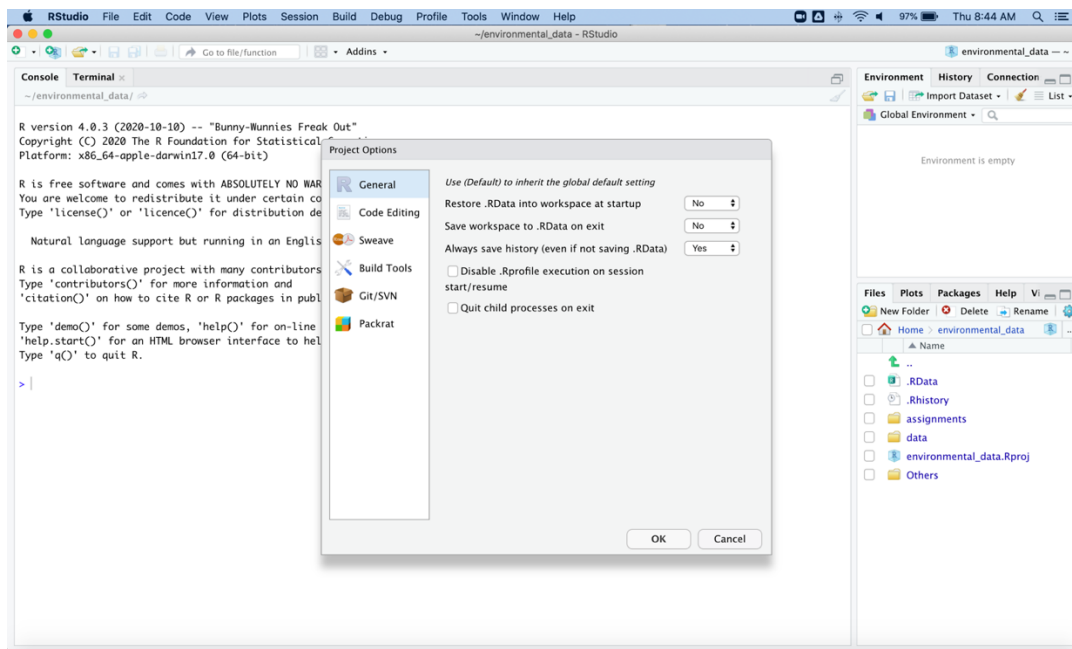 RStudio File Edit Code View Plots Session Build Debug Profile Tools Window Help 97% Thu 8:44 AM
~/environmental_data - RStudio
Go to file/function Addins environmental_data — ~
Console Terminal
~/environmental_data/
R version 4.0.3 (2020-10-10) -- "Bunny-Wunnies Freak Out"
Copyright (C) 2020 The R Foundation for Statistical
Platform: x86_64-apple-darwin17.0 (64-bit)
R is free software and comes with ABSOLUTELY NO WAR
You are welcome to redistribute it under certain co
Type 'license()' or 'licence()' for distribution de
Natural language support but running in an Englis
R is a collaborative project with many contributors
Type 'contributors()' for more information and
'citation()' on how to cite R or R packages in publ
Type 'demo()' for some demos, 'help()' for on-line
'help.start()' for an HTML browser interface to hel
Type 'q()' to quit R.
>
Project Options
General
Code Editing
Sweave
Build Tools
Git/SVN
Packrat
Use (Default) to inherit the global default setting
Restore .RData into workspace at startup No
Save workspace to .RData on exit No
Always save history (even if not saving .RData) Yes
Disable .Rprofile execution on session
start/resume
Quit child processes on exit
OK Cancel
Environment History Connection
Import Dataset List
Global Environment
Environment is empty
Files Plots Packages Help Vi
New Folder Delete Rename
Home > environmental_data ..
Name
..
.RData
.Rhistory
assignments
data
environmental_data.Rproj
Others